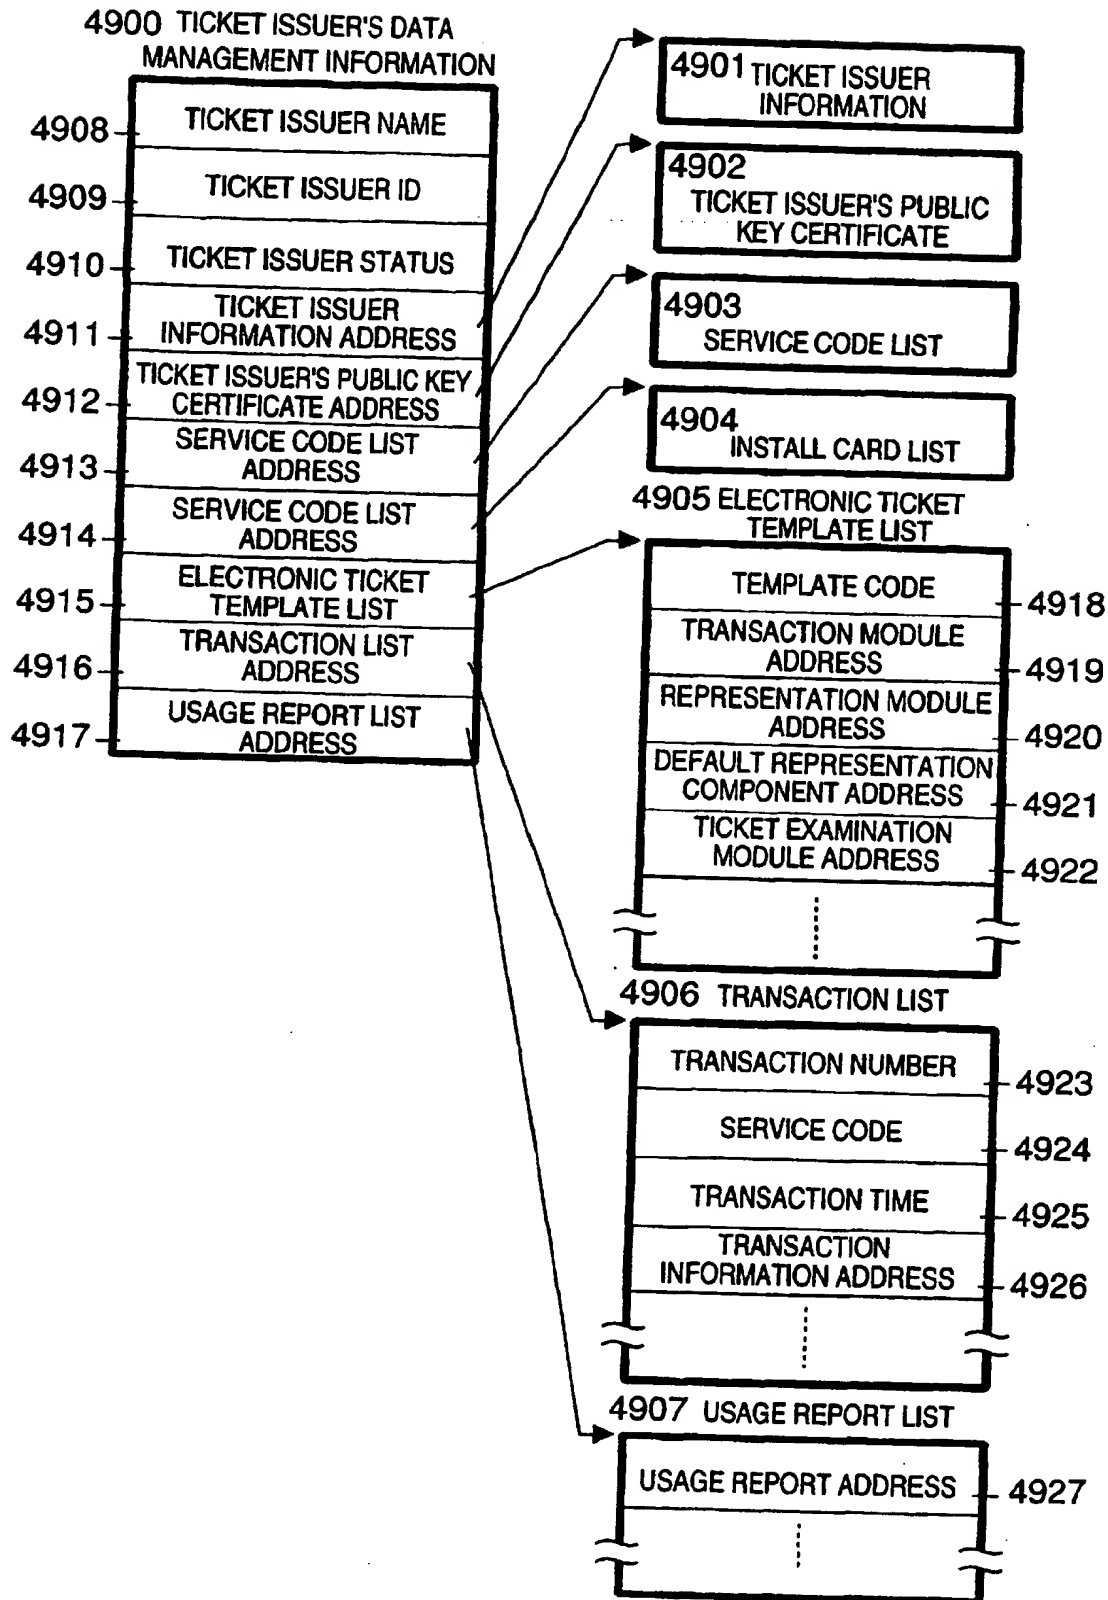 4900 TICKET ISSUER'S DATA
MANAGEMENT INFORMATION
4908
TICKET ISSUER NAME
4909
TICKET ISSUER ID
4910
TICKET ISSUER STATUS
4911
TICKET ISSUER
INFORMATION ADDRESS
4912
TICKET ISSUER'S PUBLIC KEY
CERTIFICATE ADDRESS
4913
SERVICE CODE LIST
ADDRESS
4914
SERVICE CODE LIST
ADDRESS
4915
ELECTRONIC TICKET
TEMPLATE LIST
4916
TRANSACTION LIST
ADDRESS
4917
USAGE REPORT LIST
ADDRESS
4901 TICKET ISSUER
INFORMATION
4902
TICKET ISSUER'S PUBLIC
KEY CERTIFICATE
4903
SERVICE CODE LIST
4904
INSTALL CARD LIST
4905 ELECTRONIC TICKET
TEMPLATE LIST
TEMPLATE CODE
4918
TRANSACTION MODULE
ADDRESS
4919
REPRESENTATION MODULE
ADDRESS
4920
DEFAULT REPRESENTATION
COMPONENT ADDRESS
4921
TICKET EXAMINATION
MODULE ADDRESS
4922
4906 TRANSACTION LIST
TRANSACTION NUMBER
4923
SERVICE CODE
4924
TRANSACTION TIME
4925
TRANSACTION
INFORMATION ADDRESS
4926
4907 USAGE REPORT LIST
USAGE REPORT ADDRESS
4927